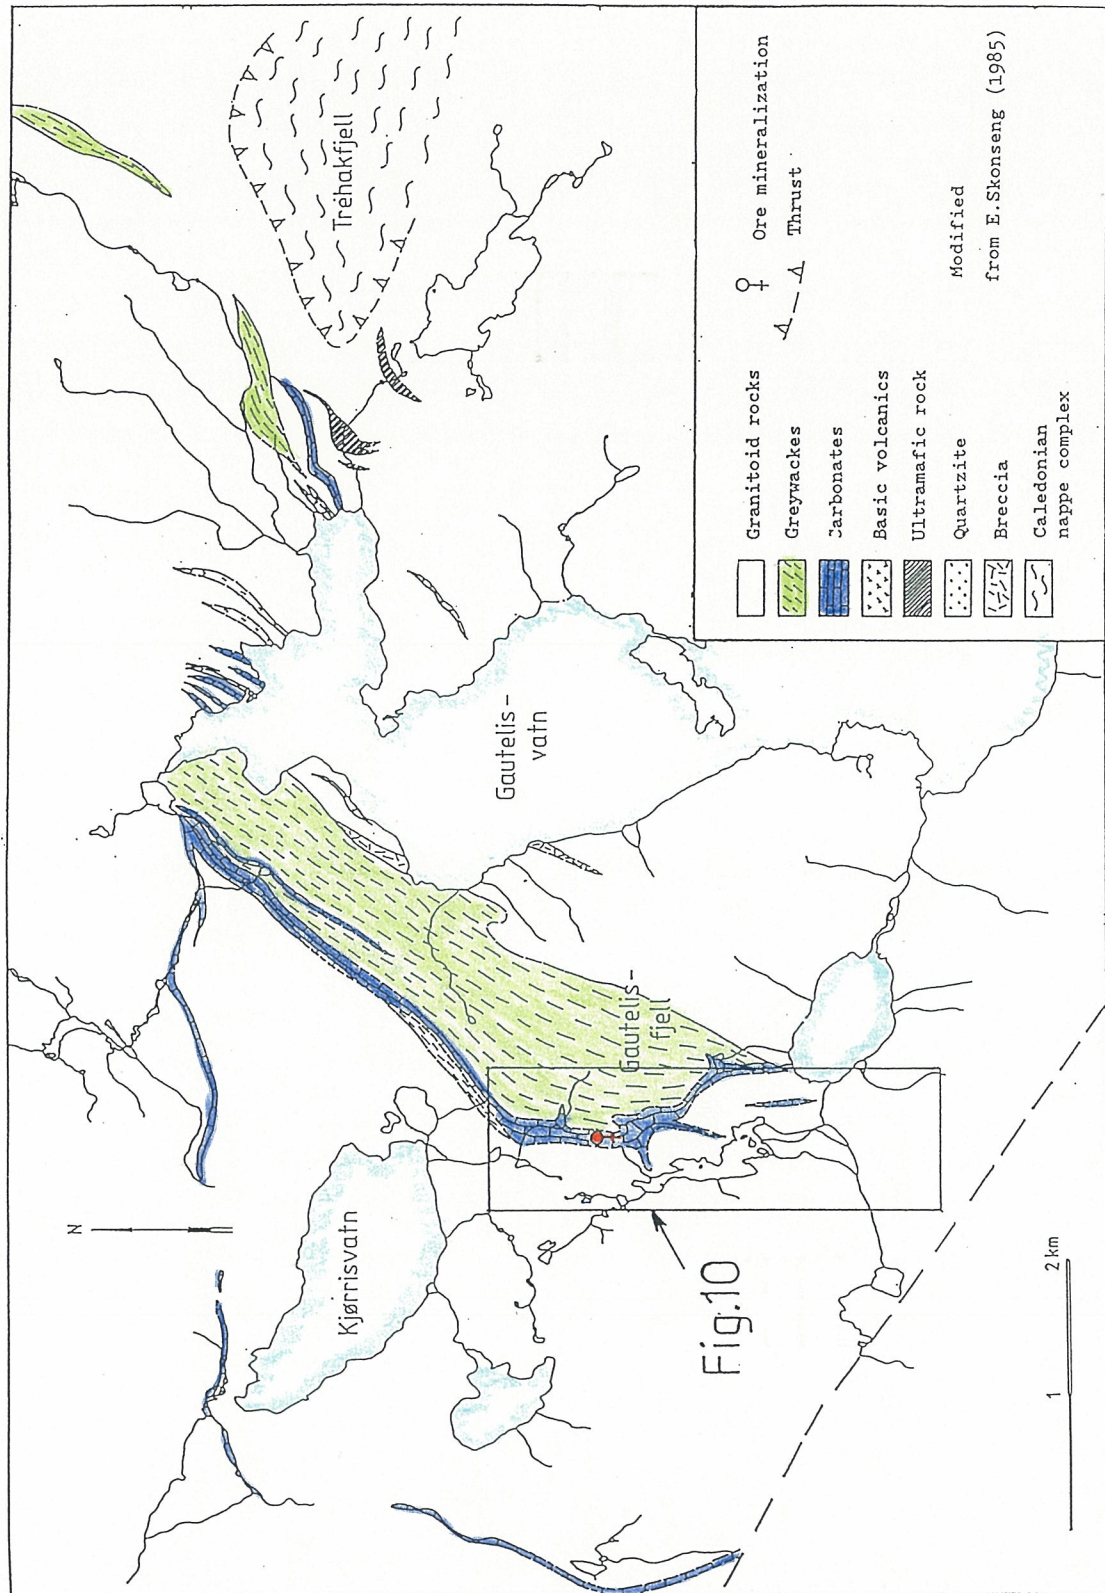 N
Kjørrisvatn
Fig.10
Gautelis-
fjell
Gautelis-
vatn
Trèhakfjell
1
2 km
Granitoid rocks
Greywackes
Carbonates
Basic volcanics
Ultramafic rock
Quartzite
Breccia
Caledonian
nappe complex
Ore mineralization
Thrust
Modified
from E.Skonseng (1985)